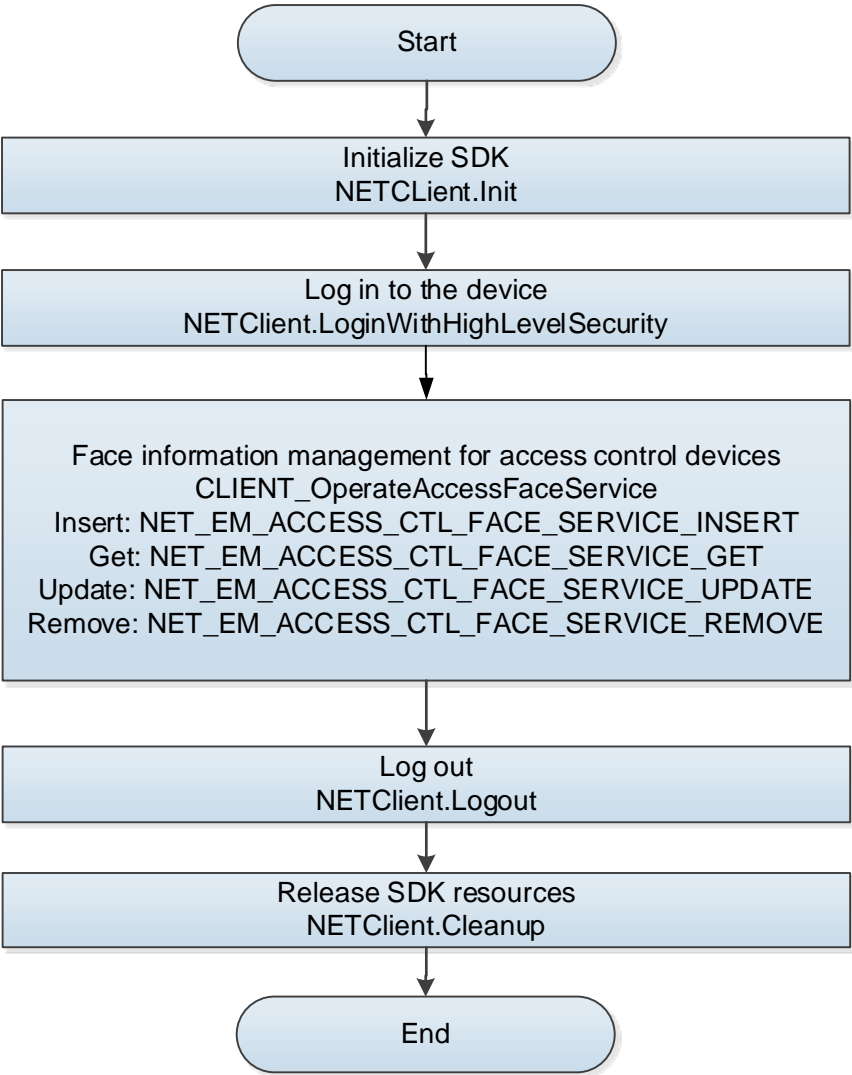 Start
Initialize SDK
NETCLient.Init
Log in to the device
NETClient.LoginWithHighLevelSecurity
Face information management for access control devices
CLIENT_OperateAccessFaceService
Insert: NET_EM_ACCESS_CTL_FACE_SERVICE_INSERT
Get: NET_EM_ACCESS_CTL_FACE_SERVICE_GET
Update: NET_EM_ACCESS_CTL_FACE_SERVICE_UPDATE
Remove: NET_EM_ACCESS_CTL_FACE_SERVICE_REMOVE
Log out
NETClient.Logout
Release SDK resources
NETClient.Cleanup
End